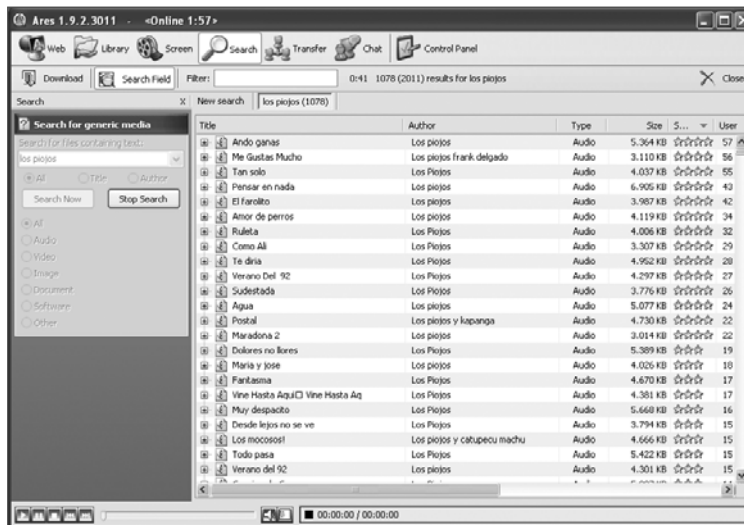 Ares 1.9.2.3011 - «Online 1:57»
Web Library Screen Search Transfer Chat Control Panel
Download Search Field Filter: 0:41 1078 (2011) results for los piojos Close
Search X New search los piojos (1078)
Search for generic media
Search for files containing text:
los piojos
All Title Author
Search Now Stop Search
All
Audio
Video
Image
Document
Software
Other
Title Author Type Size S... User
Ando ganas Los piojos Audio 5.364 KB 57
Me Gustas Mucho Los piojos frank delgado Audio 3.110 KB 56
Tan solo Los piojos Audio 4.037 KB 55
Pensar en nada Los piojos Audio 6.905 KB 43
El farolito Los piojos Audio 3.987 KB 42
Amor de perros Los piojos Audio 4.119 KB 34
Ruleta Los Piojos Audio 4.006 KB 32
Como Ali Los Piojos Audio 3.307 KB 29
Te diria Los piojos Audio 4.952 KB 28
Verano Del 92 Los Piojos Audio 4.297 KB 27
Sudestada Los Piojos Audio 3.776 KB 26
Agua Los Piojos Audio 5.077 KB 24
Postal Los piojos y kapanga Audio 4.730 KB 22
Maradona 2 Los Piojos Audio 3.014 KB 22
Dolores no llores Los Piojos Audio 5.389 KB 19
Maria y jose Los Piojos Audio 4.026 KB 18
Fantasma Los Piojos Audio 4.670 KB 17
Vine Hasta Aqui□ Vine Hasta Aq Los Piojos Audio 4.381 KB 17
Muy despacito Los piojos Audio 5.668 KB 16
Desde lejos no se ve Los Piojos Audio 3.794 KB 15
Los mocosos! Los piojos y catupecu machu Audio 4.666 KB 15
Todo pasa Los Piojos Audio 5.422 KB 15
Verano del 92 Los piojos Audio 4.301 KB 15
00:00:00 / 00:00:00